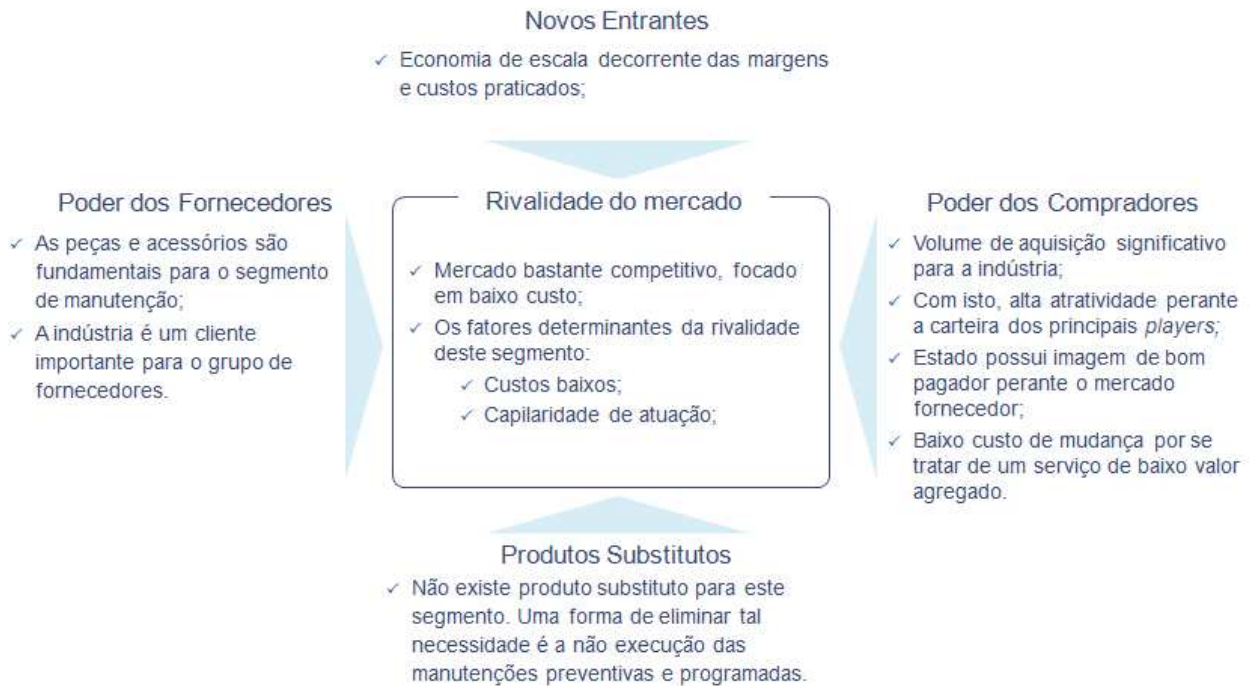 Novos Entrantes
✓ Economia de escala decorrente das margens
e custos praticados;
Poder dos Fornecedores
✓ As peças e acessórios são
fundamentais para o segmento
de manutenção;
✓ A indústria é um cliente
importante para o grupo de
fornecedores.
Rivalidade do mercado
✓ Mercado bastante competitivo, focado
em baixo custo;
✓ Os fatores determinantes da rivalidade
deste segmento:
✓ Custos baixos;
✓ Capilaridade de atuação;
Poder dos Compradores
✓ Volume de aquisição significativo
para a indústria;
✓ Com isto, alta atratividade perante
a carteira dos principais players;
✓ Estado possui imagem de bom
pagador perante o mercado
fornecedor;
✓ Baixo custo de mudança por se
tratar de um serviço de baixo valor
agregado.
Produtos Substitutos
✓ Não existe produto substituto para este
segmento. Uma forma de eliminar tal
necessidade é a não execução das
manutenções preventivas e programadas.